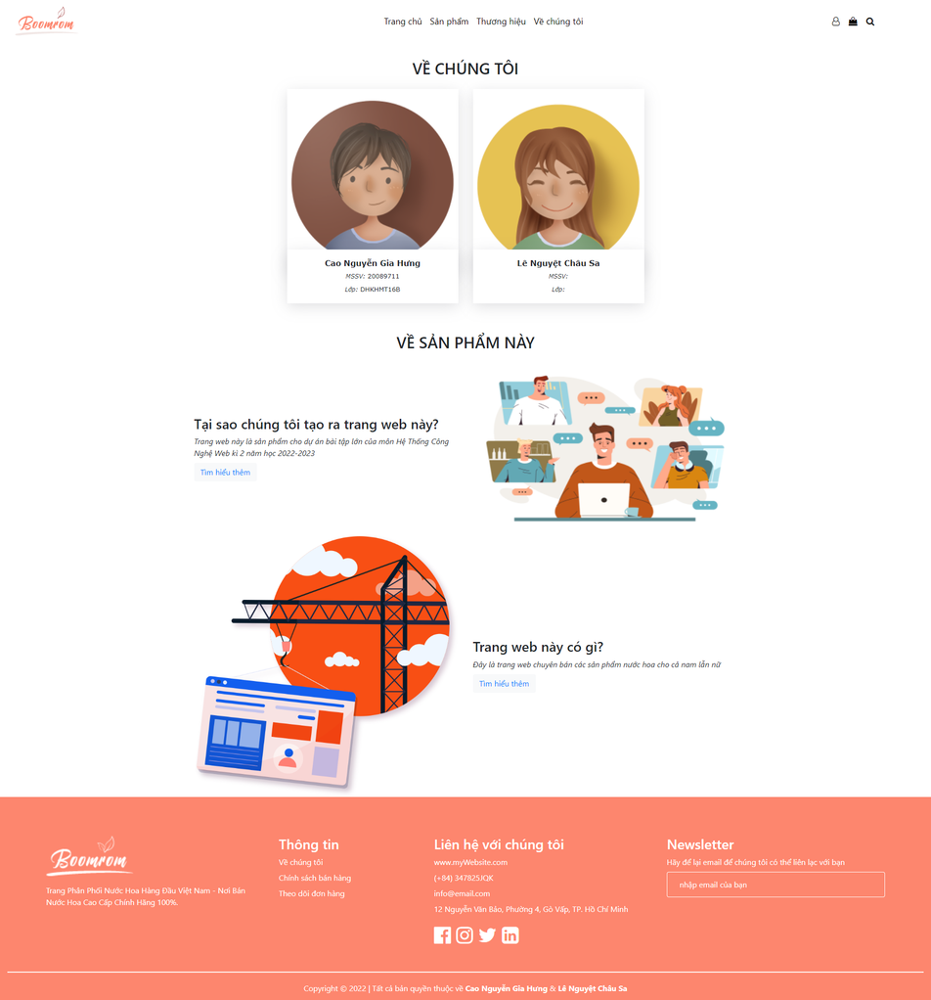 Boomrom
Trang chủ Sản phẩm Thương hiệu Về chúng tôi
VỀ CHÚNG TÔI
Cao Nguyễn Gia Hưng
MSSV: 20089711
Lớp: DHKHMT16B
Lê Nguyệt Châu Sa
MSSV:
Lớp:
VỀ SẢN PHẨM NÀY
Tại sao chúng tôi tạo ra trang web này?
Trang web này là sản phẩm cho dự án bài tập lớn của môn Hệ Thống Công
Nghệ Web kì 2 năm học 2022-2023
Tìm hiểu thêm
Trang web này có gì?
Đây là trang web chuyên bán các sản phẩm nước hoa cho cả nam lẫn nữ
Tìm hiểu thêm
Boomrom
Trang Phân Phối Nước Hoa Hàng Đầu Việt Nam - Nơi Bán
Nước Hoa Cao Cấp Chính Hãng 100%.
Thông tin
Về chúng tôi
Chính sách bán hàng
Theo dõi đơn hàng
Liên hệ với chúng tôi
www.myWebsite.com
(+84) 347825JQK
info@email.com
12 Nguyễn Văn Bảo, Phường 4, Gò Vấp, TP. Hồ Chí Minh
Newsletter
Hãy để lại email để chúng tôi có thể liên lạc với bạn
nhập email của bạn
Copyright © 2022 | Tất cả bản quyền thuộc về Cao Nguyễn Gia Hưng & Lê Nguyệt Châu Sa